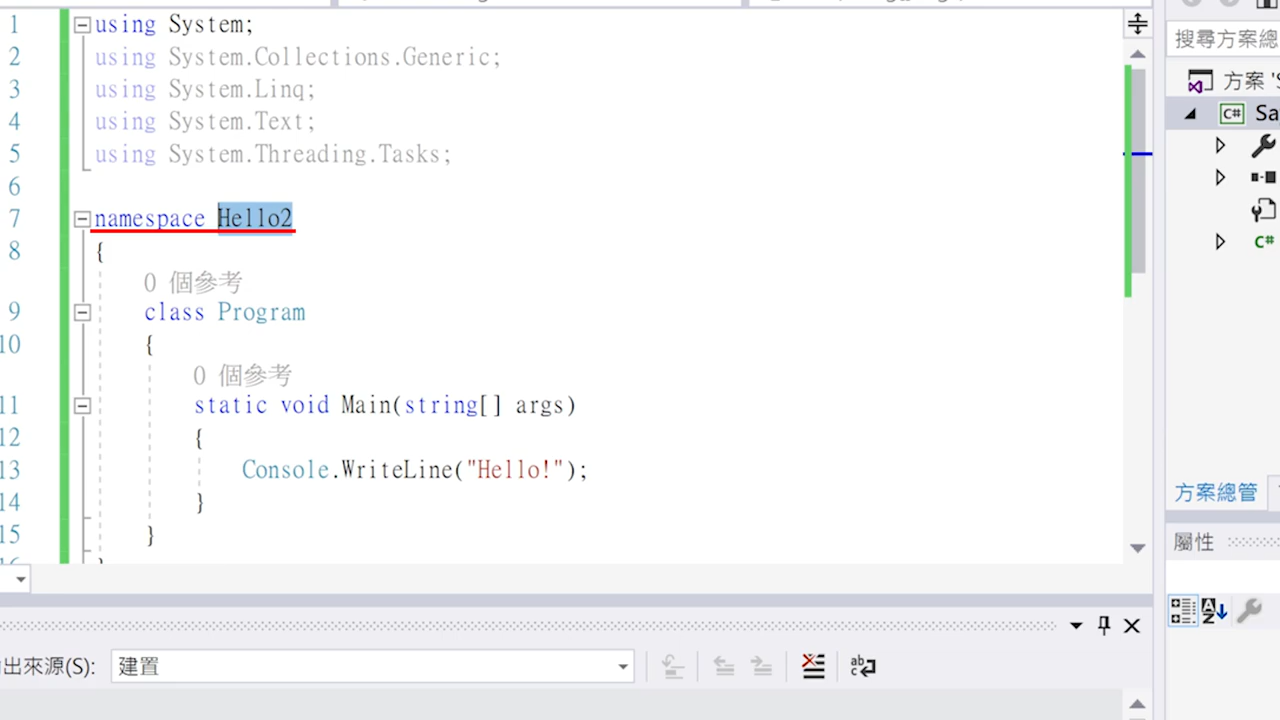 1 using System;
2 using System.Collections.Generic;
3 using System.Linq;
4 using System.Text;
5 using System.Threading.Tasks;
6
7 namespace Hello2
8 {
0 個參考
9 class Program
10 {
0 個參考
11 static void Main(string[] args)
12 {
13 Console.WriteLine("Hello!");
14 }
15 }
搜尋方案總
方案 'S
C# Sa
C#
方案總管
屬性
出來源(S): 建置